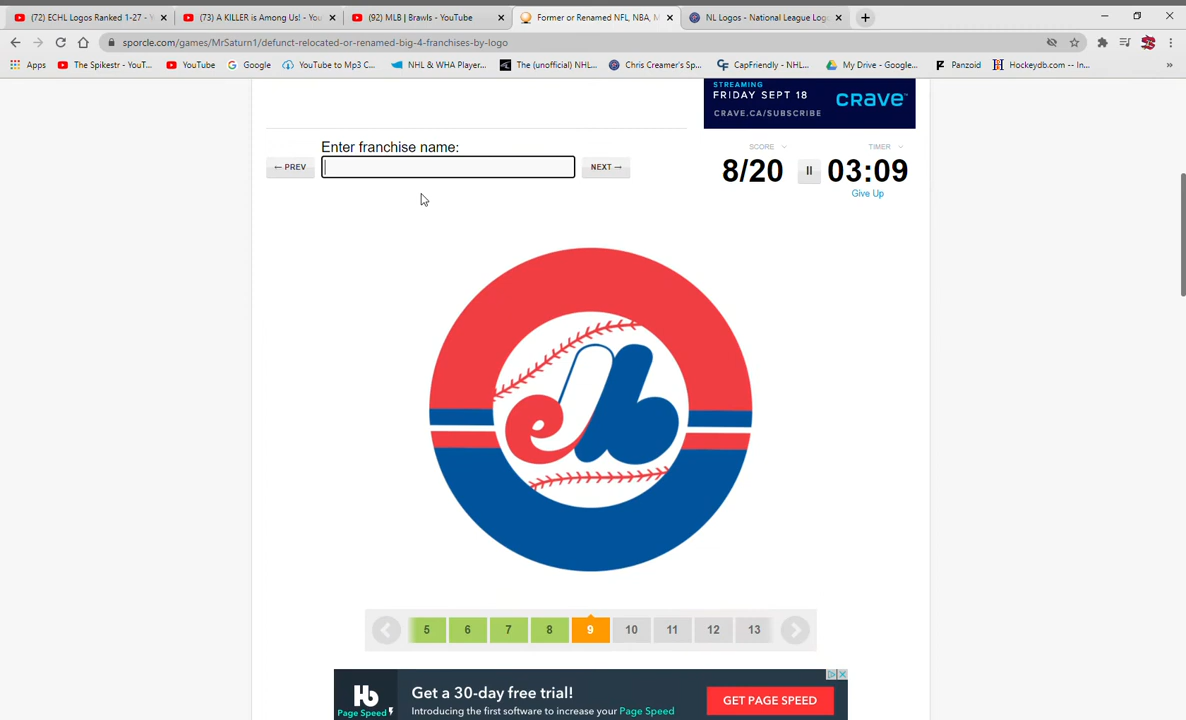 (72) ECHL Logos Ranked 1-27 - Y
(73) A KILLER is Among Us! - You
(92) MLB | Brawls - YouTube
Former or Renamed NFL, NBA, M
NL Logos - National League Log
sporcle.com/games/MrSaturn1/defunct-relocated-or-renamed-big-4-franchises-by-logo
Apps
The Spikestr - YouT...
YouTube
Google
YouTube to Mp3 C...
NHL & WHA Player...
The (unofficial) NHL...
Chris Creamer's Sp...
CapFriendly - NHL...
My Drive - Google...
Panzoid
Hockeydb.com -- In...
»
STREAMING
FRIDAY SEPT 18
CRAVE.CA/SUBSCRIBE
CRAVE
Enter franchise name:
← PREV
NEXT →
SCORE
8/20
TIMER
03:09
Give Up
eb
5 6 7 8 9 10 11 12 13
Hb
Page Speed
Get a 30-day free trial!
Introducing the first software to increase your Page Speed
GET PAGE SPEED